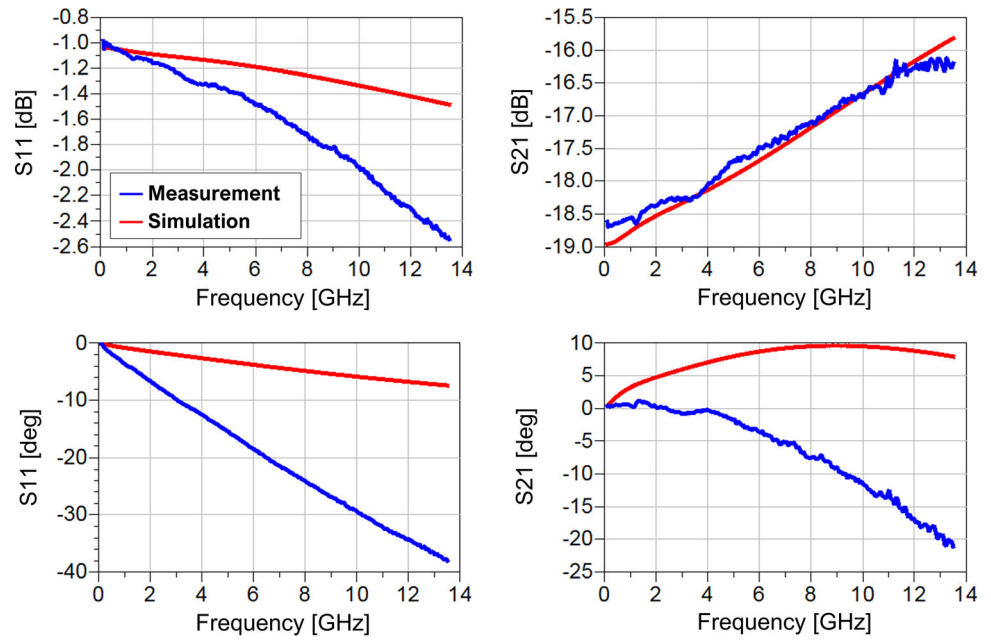 S11 [dB]
-0.8
-1.0
-1.2
-1.4
-1.6
-1.8
-2.0
-2.2
-2.4
-2.6
0 2 4 6 8 10 12 14
Frequency [GHz]
Measurement
Simulation
S21 [dB]
-15.5
-16.0
-16.5
-17.0
-17.5
-18.0
-18.5
-19.0
0 2 4 6 8 10 12 14
Frequency [GHz]
S11 [deg]
0
-10
-20
-30
-40
0 2 4 6 8 10 12 14
Frequency [GHz]
S21 [deg]
10
5
0
-5
-10
-15
-20
-25
0 2 4 6 8 10 12 14
Frequency [GHz]